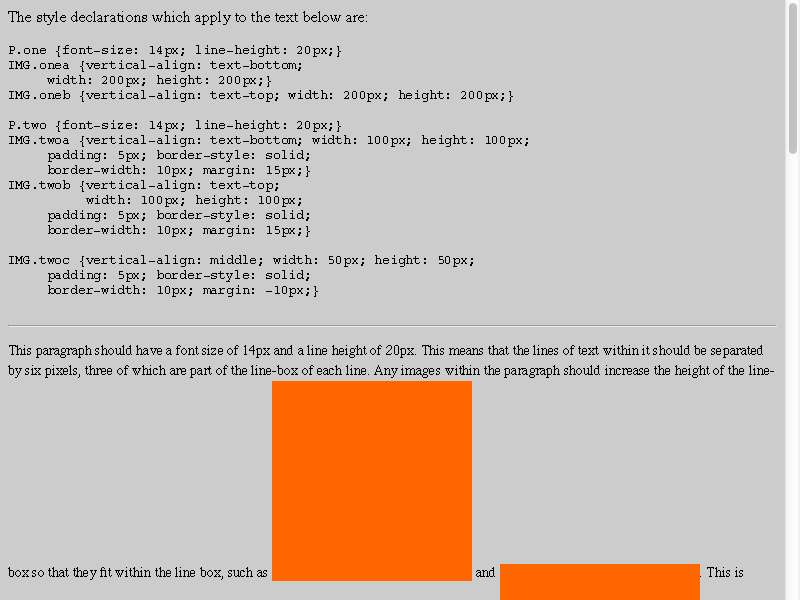 The style declarations which apply to the text below are:
P.one {font-size: 14px; line-height: 20px;}
IMG.onea {vertical-align: text-bottom;
width: 200px; height: 200px;}
IMG.oneb {vertical-align: text-top; width: 200px; height: 200px;}
P.two {font-size: 14px; line-height: 20px;}
IMG.twoa {vertical-align: text-bottom; width: 100px; height: 100px;
padding: 5px; border-style: solid;
border-width: 10px; margin: 15px;}
IMG.twob {vertical-align: text-top;
width: 100px; height: 100px;
padding: 5px; border-style: solid;
border-width: 10px; margin: 15px;}
IMG.twoc {vertical-align: middle; width: 50px; height: 50px;
padding: 5px; border-style: solid;
border-width: 10px; margin: -10px;}
This paragraph should have a font size of 14px and a line height of 20px. This means that the lines of text within it should be separated
by six pixels, three of which are part of the line-box of each line. Any images within the paragraph should increase the height of the line-
box so that they fit within the line box, such as and . This is